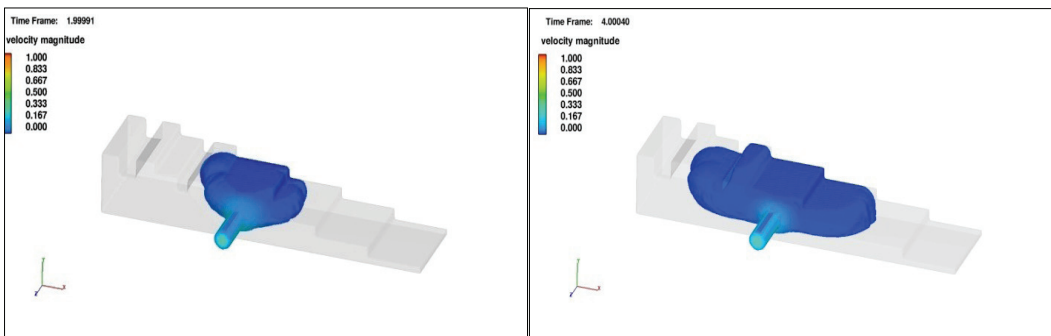 Time Frame: 1.99991
velocity magnitude
1.000
0.833
0.667
0.500
0.333
0.167
0.000
Y
Z
X
Time Frame: 4.00040
velocity magnitude
1.000
0.833
0.667
0.500
0.333
0.167
0.000
Y
Z
X